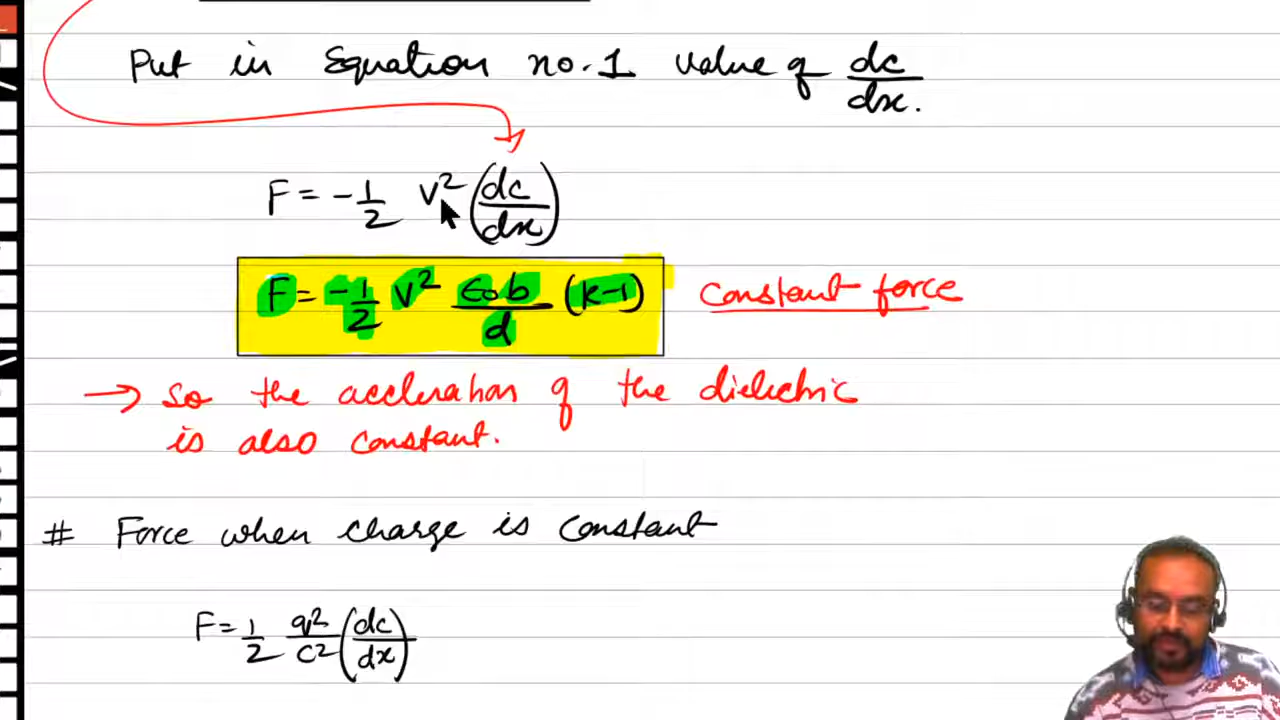 Put in Equation no.1 value of dc/dx.
F = -1/2 V² (dc/dx)
F = -1/2 V² ϵ₀b/d (k-1) constant force
→ so the accleration of the dielectric
is also constant.
# Force when charge is constant
F = 1/2 q²/c² (dc/dx)